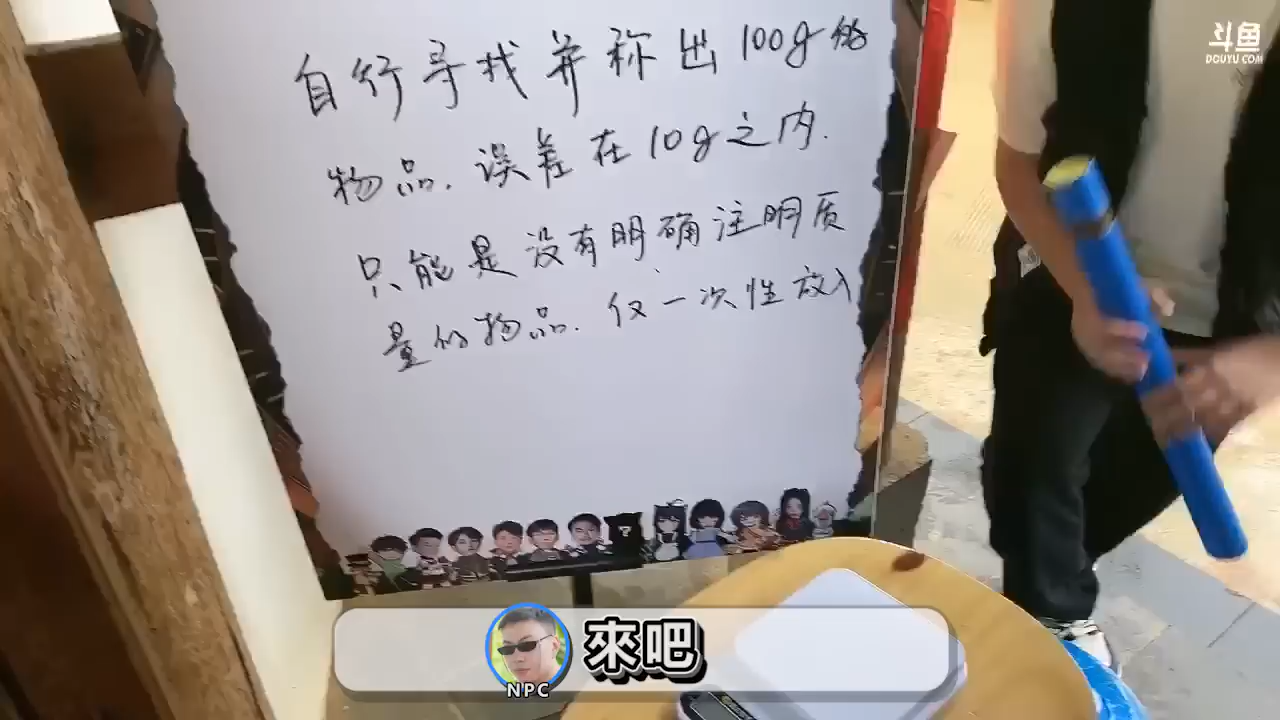 斗鱼
DOUYU.COM
自行寻找并称出100g的
物品.误差在10g之内.
只能是没有明确注明质
量的物品.仅一次性放入
?
來吧
NPC